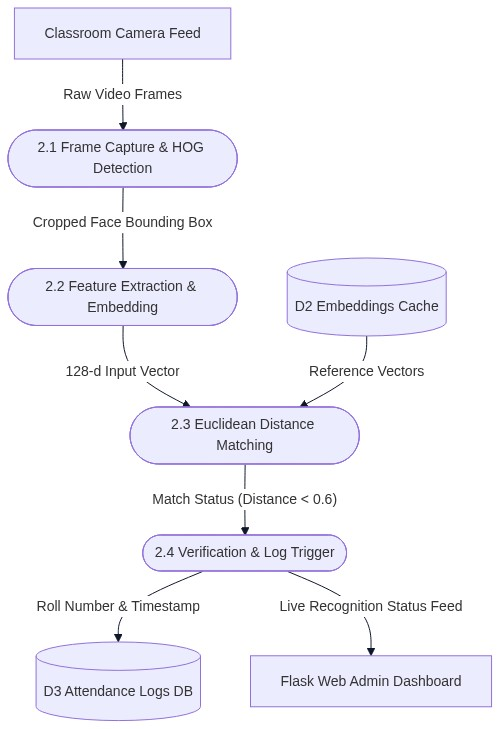 Classroom Camera Feed
Raw Video Frames
2.1 Frame Capture & HOG
Detection
Cropped Face Bounding Box
2.2 Feature Extraction &
Embedding
D2 Embeddings Cache
128-d Input Vector
Reference Vectors
2.3 Euclidean Distance
Matching
Match Status (Distance < 0.6)
2.4 Verification & Log Trigger
Roll Number & Timestamp
Live Recognition Status Feed
D3 Attendance Logs DB
Flask Web Admin Dashboard